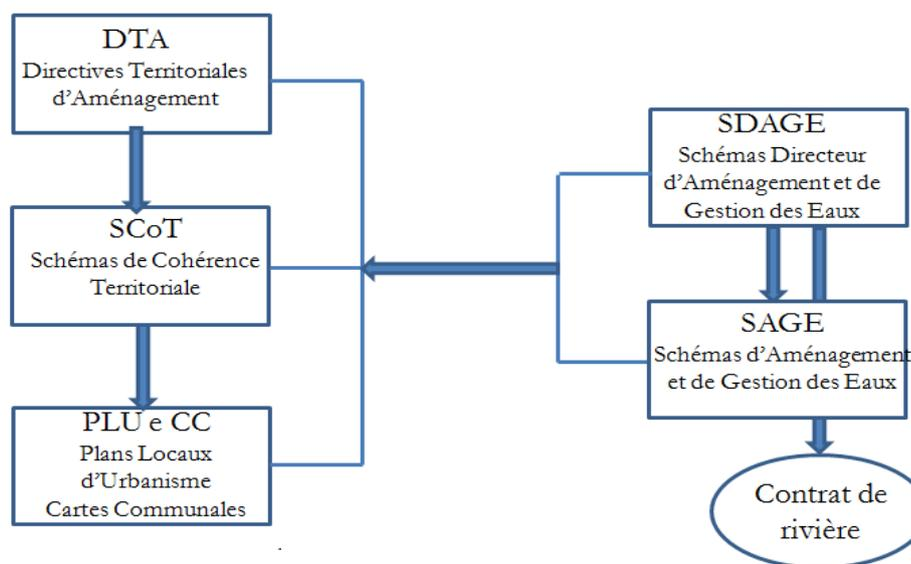 DTA
Directives Territoriales
d'Aménagement
SCoT
Schémas de Cohérence
Territoriale
PLU e CC
Plans Locaux
d'Urbanisme
Cartes Communales
SDAGE
Schémas Directeur
d'Aménagement et de
Gestion des Eaux
SAGE
Schémas d'Aménagement
et de Gestion des Eaux
Contrat de
rivière